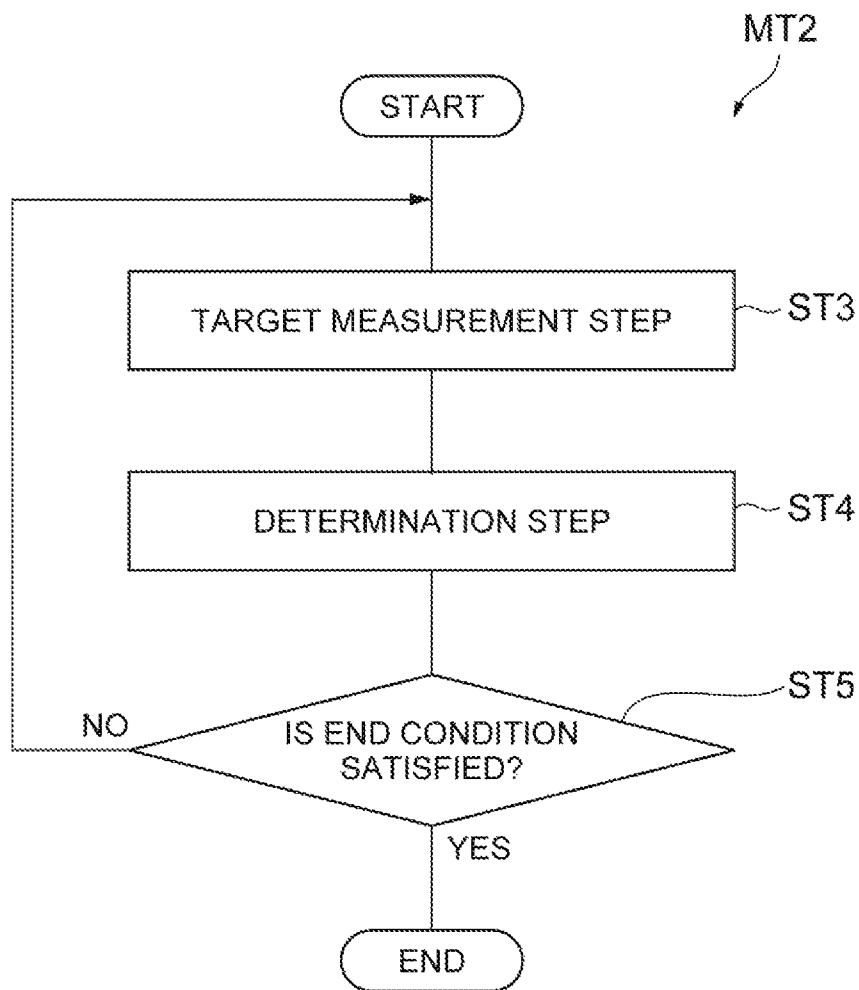 MT2
START
TARGET MEASUREMENT STEP
ST3
DETERMINATION STEP
ST4
ST5
NO
IS END CONDITION
SATISFIED?
YES
END